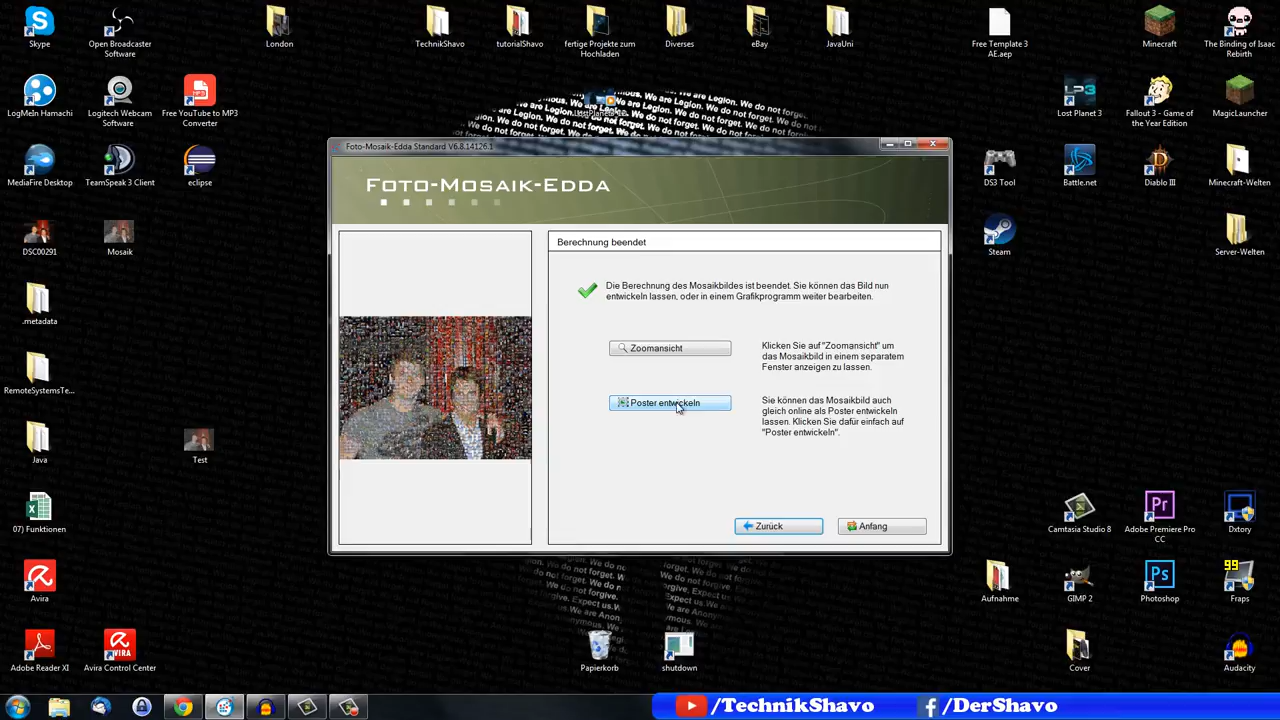 Skype
Open Broadcaster
Software
London
TechnikShavo
tutorialShavo
fertige Projekte zum
Hochladen
Diverses
eBay
JavaUni
Free Template 3
AE.aep
Minecraft
The Binding of Isaac
Rebirth
LogMeIn Hamachi
Logitech Webcam
Software
Free YouTube to MP3
Converter
Lost Planet 3
Fallout 3 - Game of
the Year Edition
MagicLauncher
MediaFire Desktop
TeamSpeak 3 Client
eclipse
DS3 Tool
Battle.net
Diablo III
Minecraft-Welten
DSC00291
Mosaik
Steam
Server-Welten
.metadata
RemoteSystemsTe...
Java
Test
07) Funktionen
Avira
Adobe Reader XI
Avira Control Center
Foto-Mosaik-Edda Standard V6.8.14126.1
FOTO-MOSAIK-EDDA
Berechnung beendet
Die Berechnung des Mosaikbildes ist beendet. Sie können das Bild nun
entwickeln lassen, oder in einem Grafikprogramm weiter bearbeiten.
Zoomansicht
Klicken Sie auf "Zoomansicht" um
das Mosaikbild in einem separatem
Fenster anzeigen zu lassen.
Poster entwickeln
Sie können das Mosaikbild auch
gleich online als Poster entwickeln
lassen. Klicken Sie dafür einfach auf
"Poster entwickeln".
Zurück
Anfang
Camtasia Studio 8
Adobe Premiere Pro
CC
Dxtory
Aufnahme
GIMP 2
Photoshop
99
Fraps
Papierkorb
shutdown
Cover
Audacity
/TechnikShavo
/DerShavo